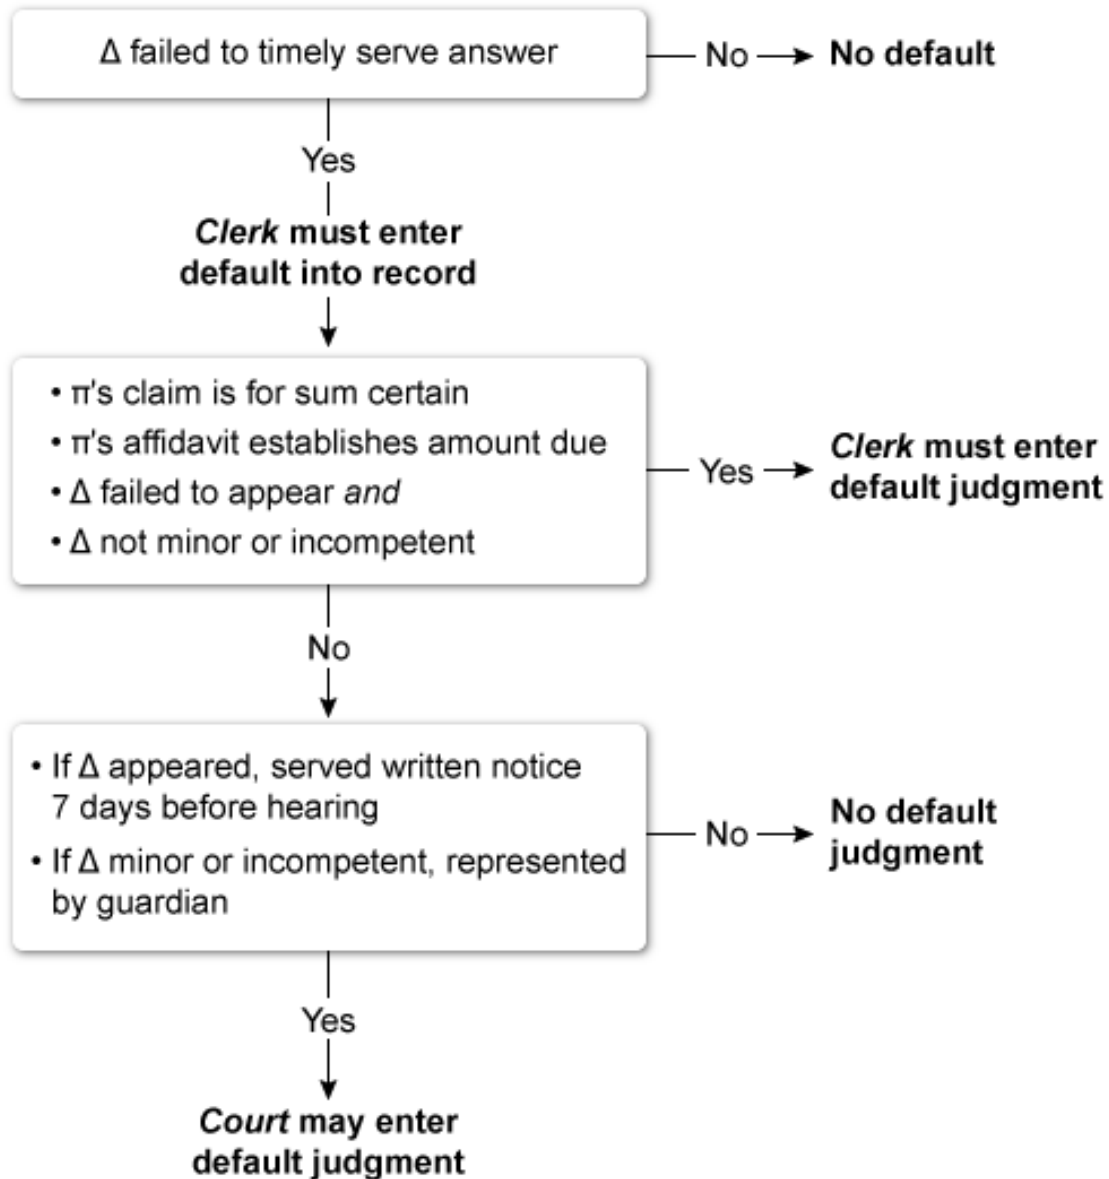 Δ failed to timely serve answer
No
No default
Yes
Clerk must enter
default into record
• π's claim is for sum certain
• π's affidavit establishes amount due
• Δ failed to appear and
• Δ not minor or incompetent
Yes
Clerk must enter
default judgment
No
• If Δ appeared, served written notice
7 days before hearing
• If Δ minor or incompetent, represented
by guardian
No
No default
judgment
Yes
Court may enter
default judgment